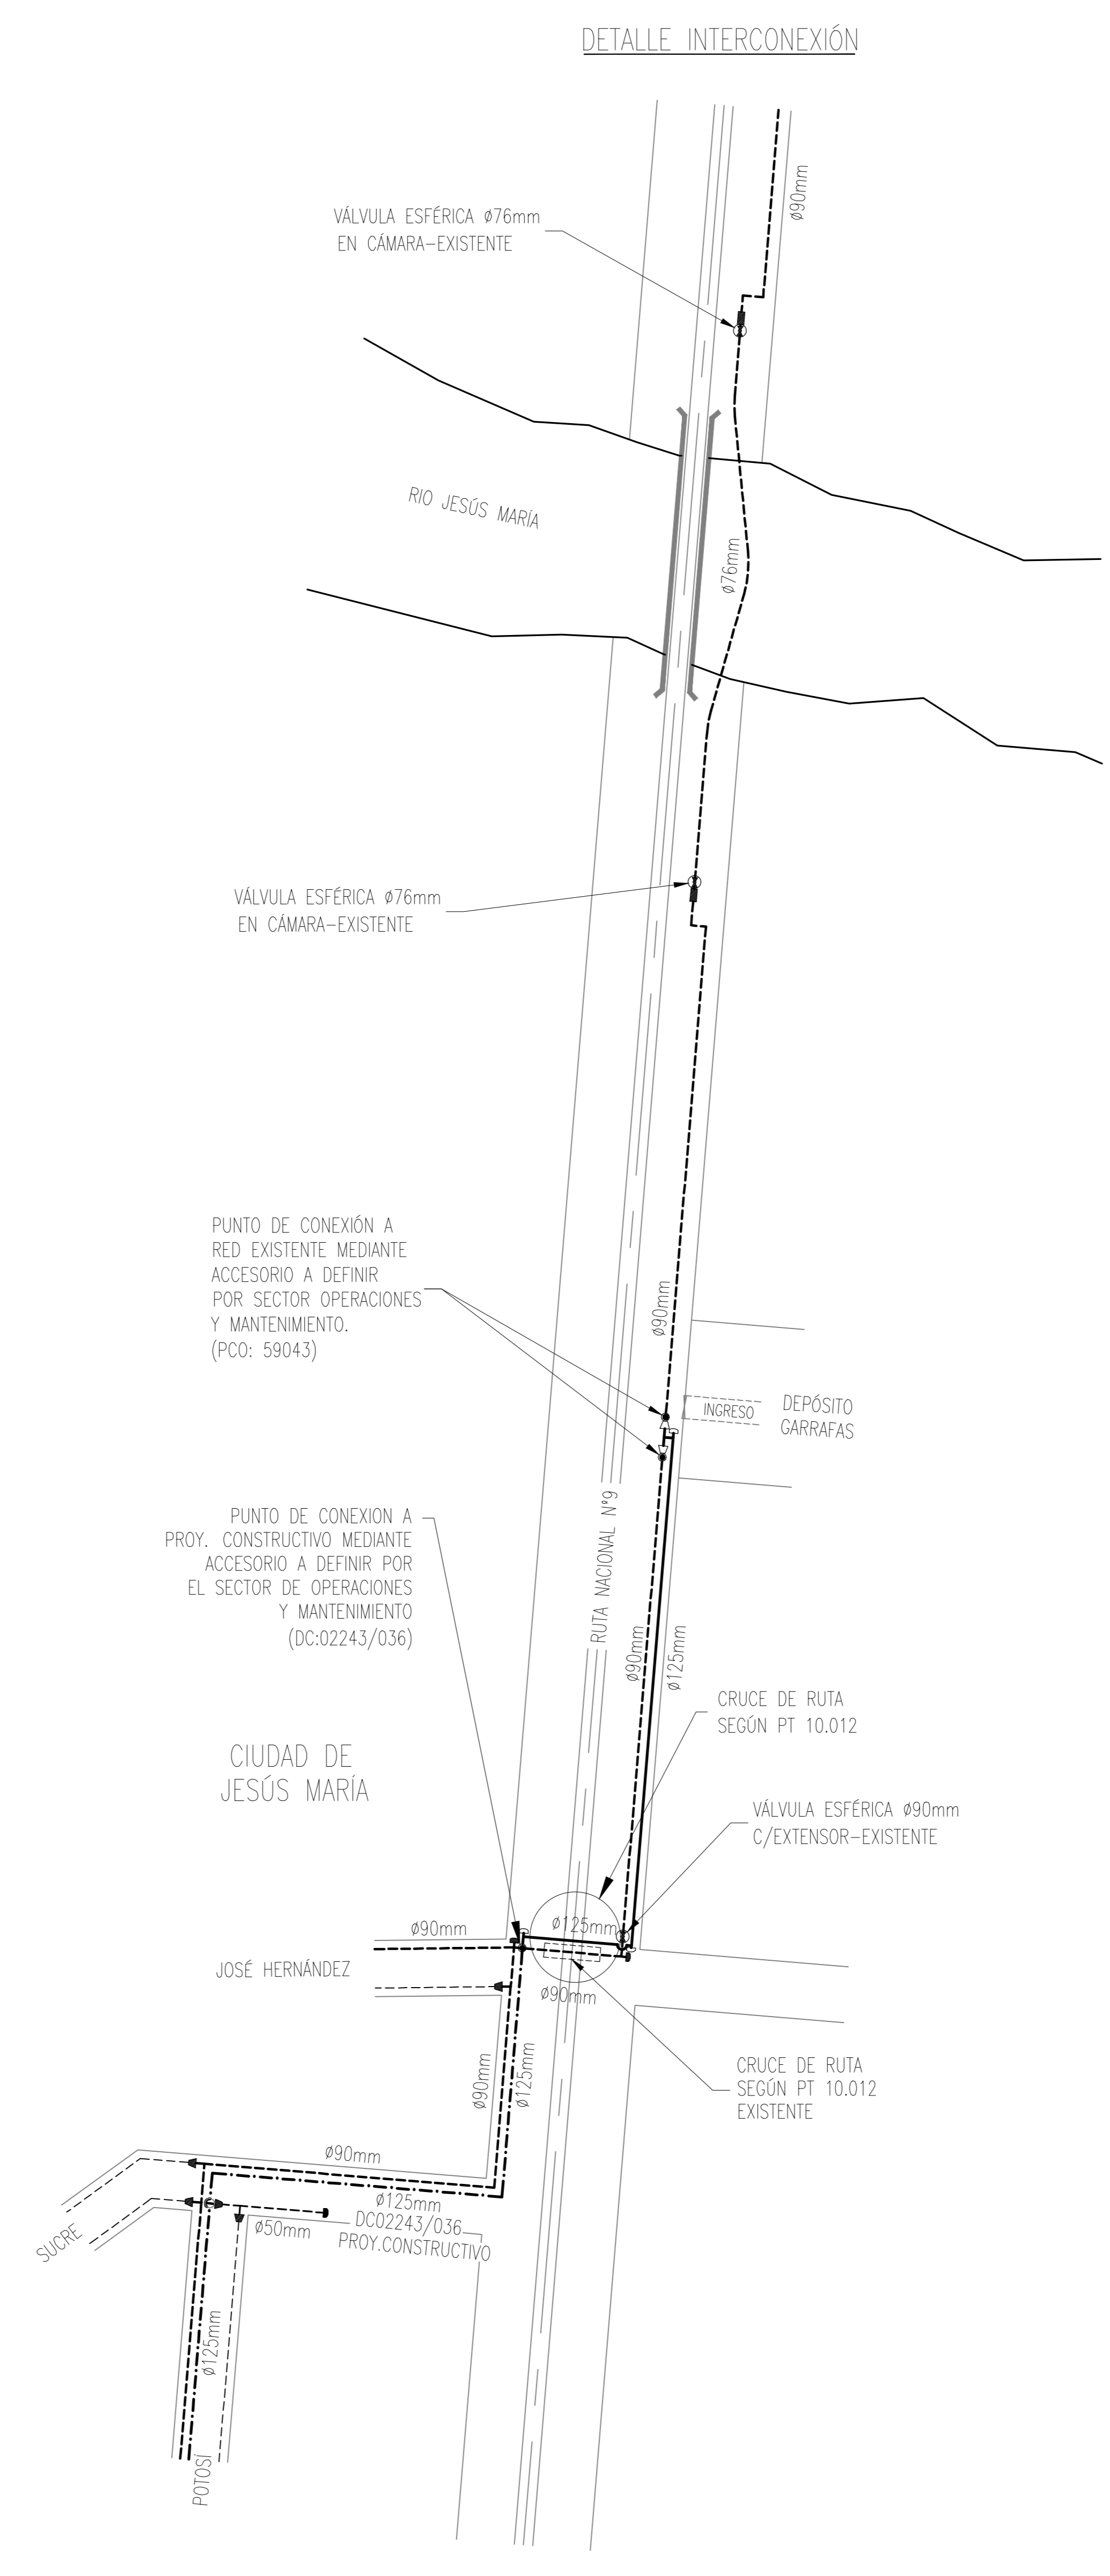 DETALLE INTERCONEXIÓN
ø90mm
VÁLVULA ESFÉRICA ø76mm
EN CÁMARA-EXISTENTE
RIO JESÚS MARÍA
ø76mm
VÁLVULA ESFÉRICA ø76mm
EN CÁMARA-EXISTENTE
PUNTO DE CONEXIÓN A
RED EXISTENTE MEDIANTE
ACCESORIO A DEFINIR
POR SECTOR OPERACIONES
Y MANTENIMIENTO.
(PCO: 59043)
ø90mm
INGRESO
DEPÓSITO
GARRAFAS
RUTA NACIONAL Nº9
PUNTO DE CONEXION A
PROY. CONSTRUCTIVO MEDIANTE
ACCESORIO A DEFINIR POR
EL SECTOR DE OPERACIONES
Y MANTENIMIENTO
(DC:02243/036)
ø90mm
ø125mm
CRUCE DE RUTA
SEGÚN PT 10.012
CIUDAD DE
JESÚS MARÍA
VÁLVULA ESFÉRICA ø90mm
C/EXTENSOR-EXISTENTE
ø90mm
ø125mm
JOSÉ HERNÁNDEZ
ø90mm
ø90mm
ø125mm
CRUCE DE RUTA
SEGÚN PT 10.012
EXISTENTE
ø90mm
ø125mm
DC02243/036
PROY.CONSTRUCTIVO
ø50mm
SUCRE
ø125mm
POTOSÍ